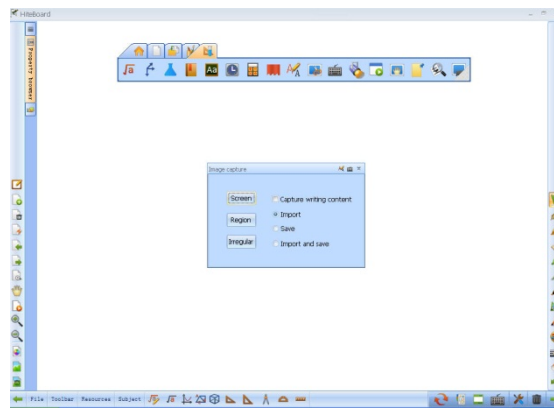 HiteBoard
Property browser
√a
Aa
Image capture
Screen
Capture writing content
Region
Import
Save
Irregular
Import and save
File Toolbar Resources Subject